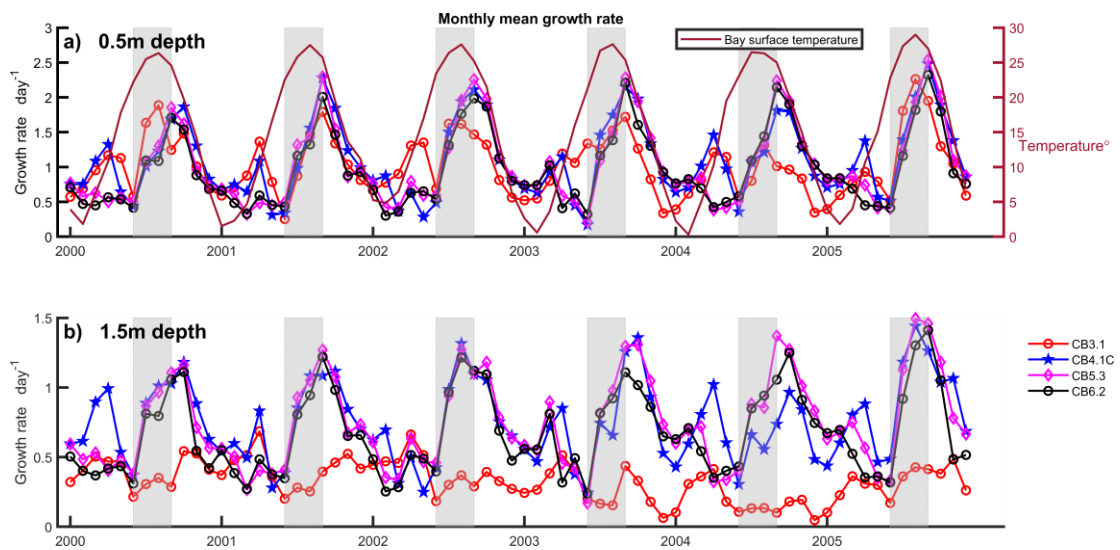 Monthly mean growth rate
a) 0.5m depth
Bay surface temperature
Growth rate day-1
3
2.5
2
1.5
1
0.5
0
30
25
20
15
10
5
0
Temperature°
2000 2001 2002 2003 2004 2005
b) 1.5m depth
Growth rate day-1
1.5
1
0.5
0
2000 2001 2002 2003 2004 2005
CB3.1
CB4.1C
CB5.3
CB6.2